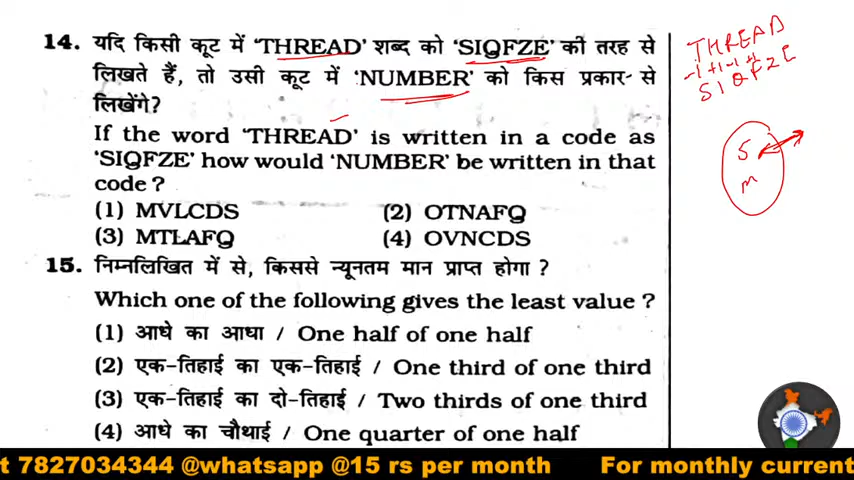 14. यदि किसी कूट में 'THREAD' शब्द को 'SIQFZE' की तरह से
लिखते हैं, तो उसी कूट में 'NUMBER' को किस प्रकार से
लिखेंगे?
If the word 'THREAD' is written in a code as
'SIQFZE' how would 'NUMBER' be written in that
code ?
(1) MVLCDS (2) OTNAFQ
(3) MTLAFQ (4) OVNCDS
15. निम्नलिखित में से, किससे न्यूनतम मान प्राप्त होगा ?
Which one of the following gives the least value ?
(1) आधे का आधा / One half of one half
(2) एक-तिहाई का एक-तिहाई / One third of one third
(3) एक-तिहाई का दो-तिहाई / Two thirds of one third
(4) आधे का चौथाई / One quarter of one half
THREAD
-1 +1 -1 +1
SIQFZE
S
m
t 7827034344 @whatsapp @15 rs per month For monthly current